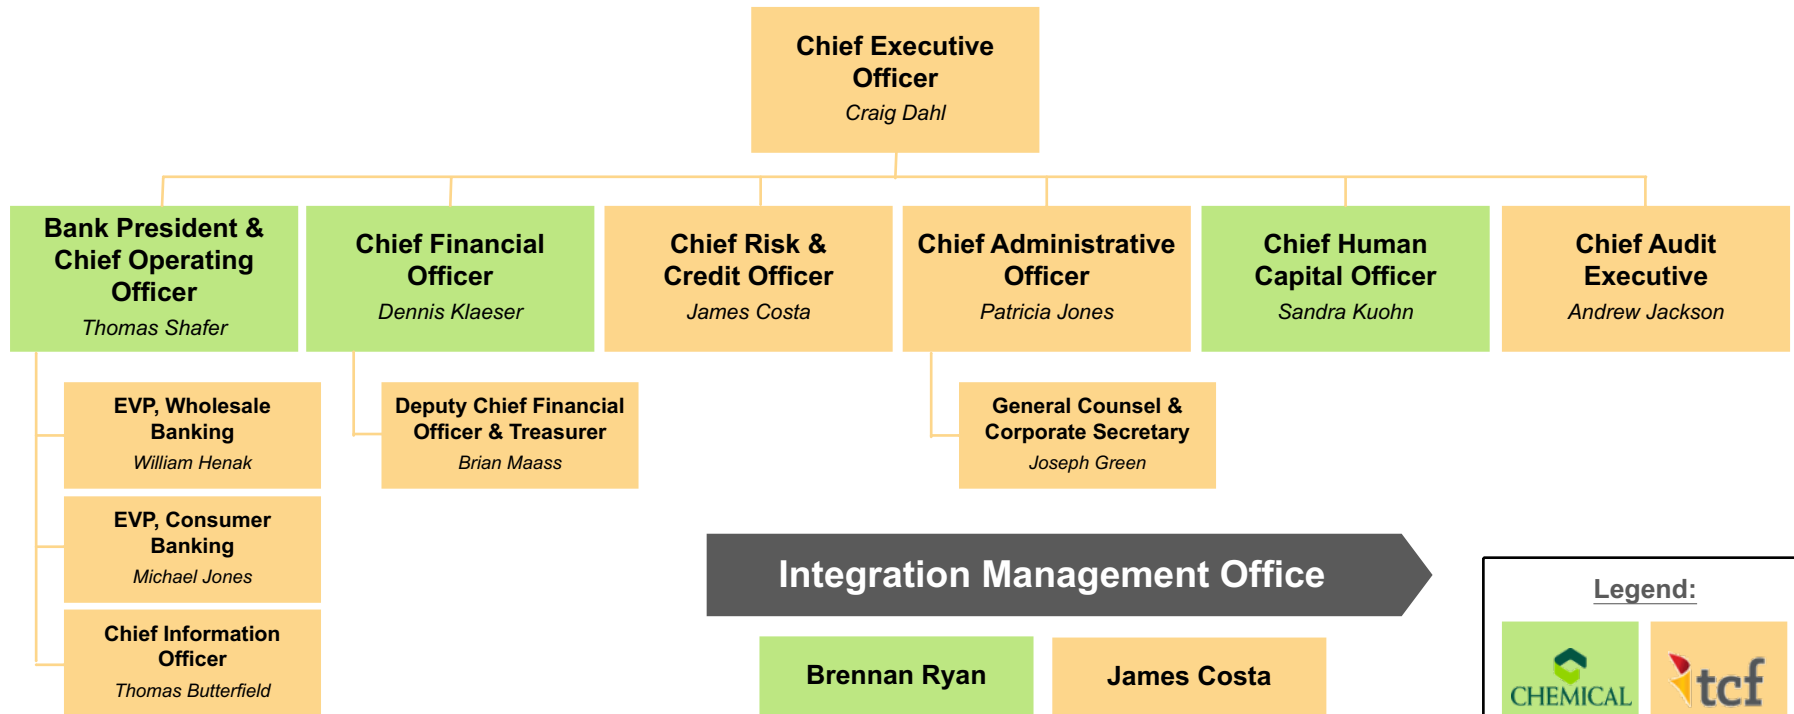 Chief Executive
Officer
Craig Dahl
Bank President &
Chief Operating
Officer
Thomas Shafer
Chief Financial
Officer
Dennis Klaeser
Chief Risk &
Credit Officer
James Costa
Chief Administrative
Officer
Patricia Jones
Chief Human
Capital Officer
Sandra Kuohn
Chief Audit
Executive
Andrew Jackson
EVP, Wholesale
Banking
William Henak
EVP, Consumer
Banking
Michael Jones
Chief Information
Officer
Thomas Butterfield
Deputy Chief Financial
Officer & Treasurer
Brian Maass
General Counsel &
Corporate Secretary
Joseph Green
Integration Management Office
Brennan Ryan
James Costa
Legend:
CHEMICAL
tcf